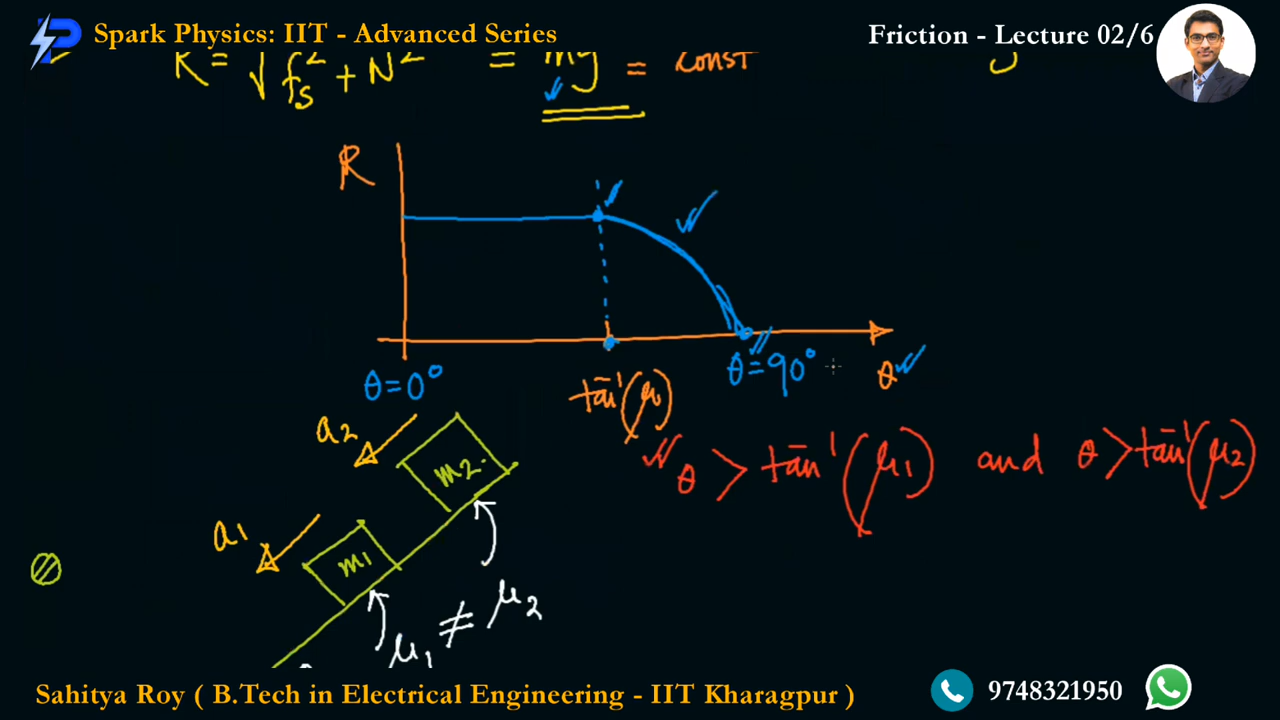 Spark Physics: IIT - Advanced Series
Friction - Lecture 02/6
R = √ fs² + N² = mg = const
R
θ=0°
tan⁻¹(μ)
θ=90°
θ
a2
m2
θ > tan⁻¹(μ1) and θ > tan⁻¹(μ2)
a1
m1
μ1 ≠ μ2
Sahitya Roy ( B.Tech in Electrical Engineering - IIT Kharagpur )
9748321950